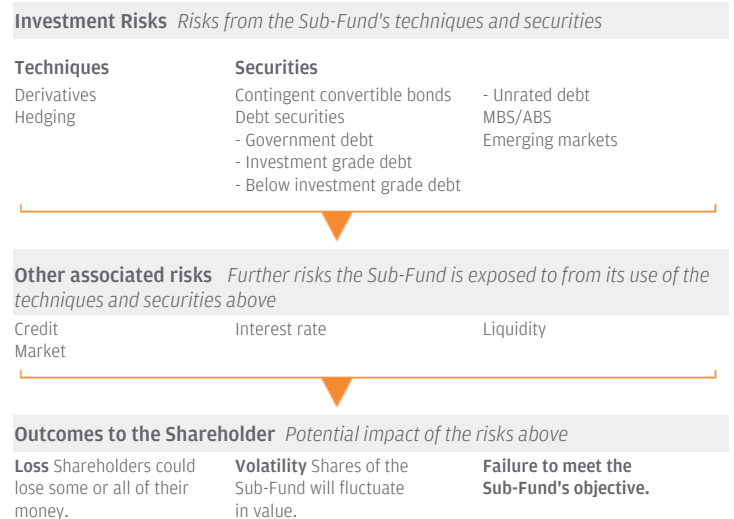 Investment Risks Risks from the Sub-Fund's techniques and securities
Techniques
Derivatives
Hedging
Securities
Contingent convertible bonds
Debt securities
- Government debt
- Investment grade debt
- Below investment grade debt
- Unrated debt
MBS/ABS
Emerging markets
Other associated risks Further risks the Sub-Fund is exposed to from its use of the
techniques and securities above
Credit
Market
Interest rate
Liquidity
Outcomes to the Shareholder Potential impact of the risks above
Loss Shareholders could
lose some or all of their
money.
Volatility Shares of the
Sub-Fund will fluctuate
in value.
Failure to meet the
Sub-Fund's objective.